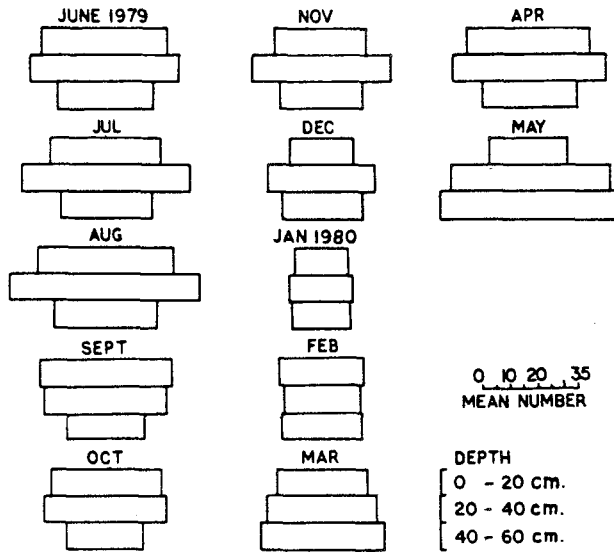 JUNE 1979
NOV
APR
JUL
DEC
MAY
AUG
JAN 1980
SEPT
FEB
0 10 20 35
MEAN NUMBER
OCT
MAR
DEPTH
0 - 20 cm.
20 - 40 cm.
40 - 60 cm.